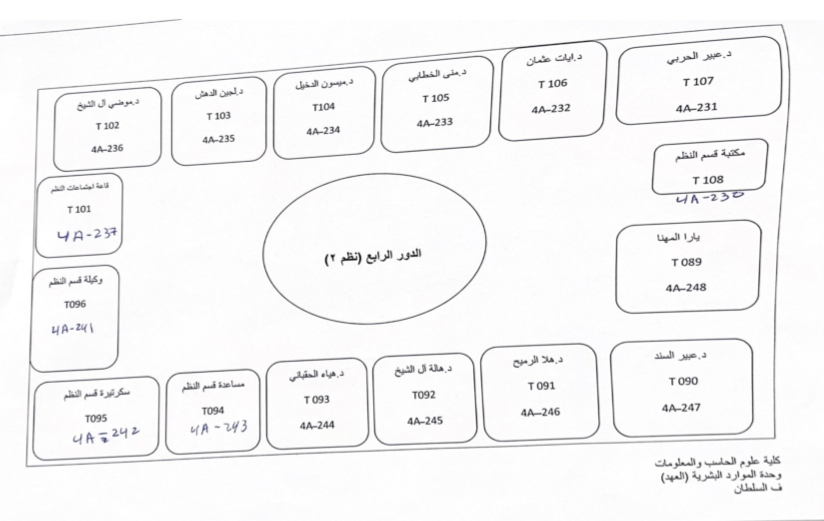 د.عبير الحربي
T 107
4A–231
د.ايات عثمان
T 106
4A–232
د.منى الخطابي
T 105
4A–233
د.ميسون الدخيل
T104
4A–234
د.لجين الدهش
T 103
4A–235
د.موضي آل الشيخ
T 102
4A–236
مكتبة قسم النظم
T 108
4A-230
قاعة اجتماعات النظم
T 101
4A-237
الدور الرابع (نظم ٢)
يارا المهنا
T 089
4A–248
وكيلة قسم النظم
T096
4A-241
د.عبير السند
T 090
4A–247
د.هلا الرميح
T 091
4A–246
د.هالة آل الشيخ
T092
4A–245
د.هياء الحقباني
T 093
4A–244
مساعدة قسم النظم
T094
4A-243
سكرتيرة قسم النظم
T095
4A-242
كلية علوم الحاسب والمعلومات
وحدة الموارد البشرية (العهد)
ف السلطان